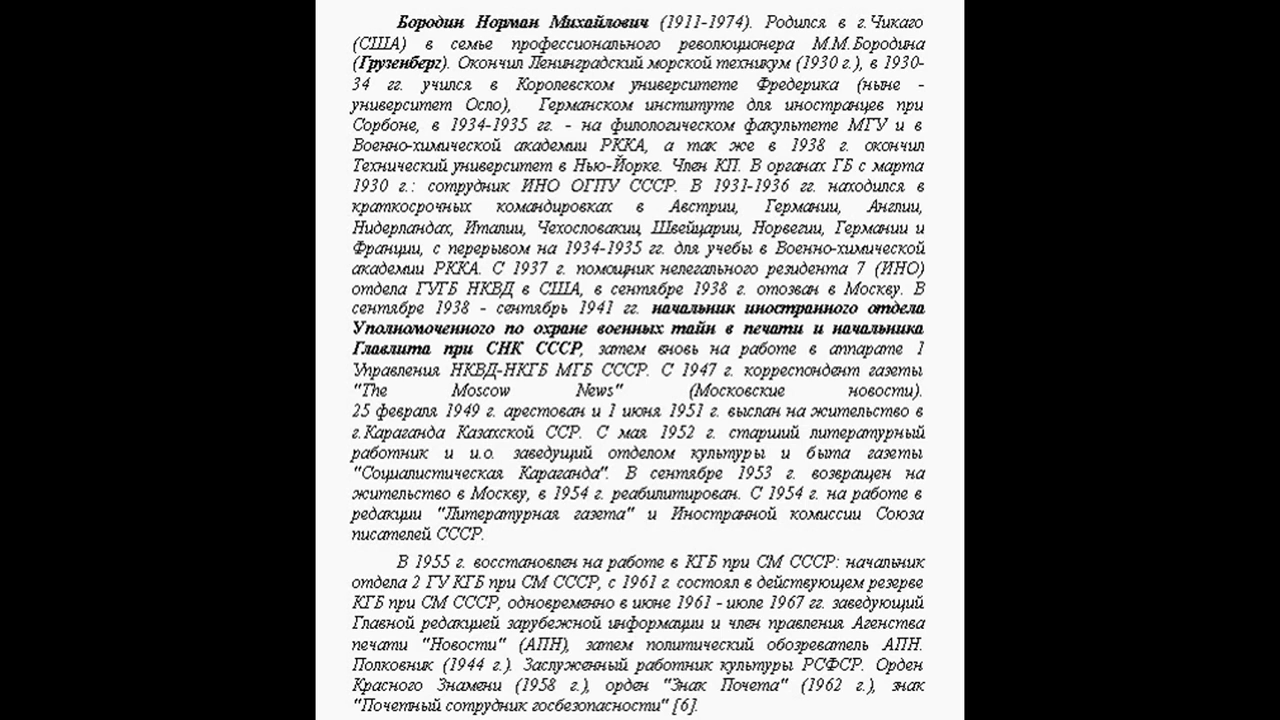 Бородин Норман Михайлович (1911-1974). Родился в г.Чикаго
(США) в семье профессионального революционера М.М.Бородина
(Грузенберг). Окончил Ленинградский морской техникум (1930 г.), в 1930-
34 гг. учился в Королевском университете Фредерика (ныне -
университет Осло), Германском институте для иностранцев при
Сорбоне, в 1934-1935 гг. - на филологическом факультете МГУ и в
Военно-химической академии РККА, а так же в 1938 г. окончил
Технический университет в Нью-Йорке. Член КП. В органах ГБ с марта
1930 г.: сотрудник ИНО ОГПУ СССР. В 1931-1936 гг. находился в
краткосрочных командировках в Австрии, Германии, Англии,
Нидерландах, Италии, Чехословакии, Швейцарии, Норвегии, Германии и
Франции, с перерывом на 1934-1935 гг. для учебы в Военно-химической
академии РККА. С 1937 г. помощник нелегального резидента 7 (ИНО)
отдела ГУГБ НКВД в США, в сентябре 1938 г. отозван в Москву. В
сентябре 1938 - сентябрь 1941 гг. начальник иностранного отдела
Уполномоченного по охране военных тайн в печати и начальника
Главлита при СНК СССР, затем вновь на работе в аппарате 1
Управления НКВД-НКГБ МГБ СССР. С 1947 г. корреспондент газеты
"The Moscow News" (Московские новости).
25 февраля 1949 г. арестован и 1 июня 1951 г. выслан на жительство в
г.Караганда Казахской ССР. С мая 1952 г. старший литературный
работник и и.о. заведущий отделом культуры и быта газеты
"Социалистическая Караганда". В сентябре 1953 г. возвращен на
жительство в Москву, в 1954 г. реабилитирован. С 1954 г. на работе в
редакции "Литературная газета" и Иностранной комиссии Союза
писателей СССР.
В 1955 г. восстановлен на работе в КГБ при СМ СССР: начальник
отдела 2 ГУ КГБ при СМ СССР, с 1961 г. состоял в действующем резерве
КГБ при СМ СССР, одновременно в июне 1961 - июле 1967 гг. заведующий
Главной редакцией зарубежной информации и член правления Агенства
печати "Новости" (АПН), затем политический обозреватель АПН.
Полковник (1944 г.). Заслуженный работник культуры РСФСР. Орден
Красного Знамени (1958 г.), орден "Знак Почета" (1962 г.), знак
"Почетный сотрудник госбезопасности" [6].